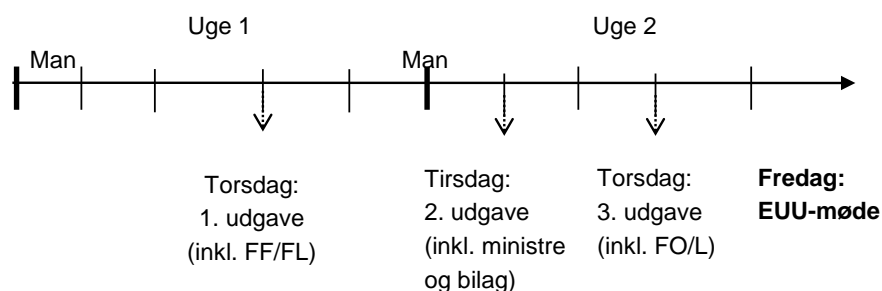 Uge 1
Uge 2
Man
Man
Torsdag:
1. udgave
(inkl. FF/FL)
Tirsdag:
2. udgave
(inkl. ministre
og bilag)
Torsdag:
3. udgave
(inkl. FO/L)
Fredag:
EUU-møde